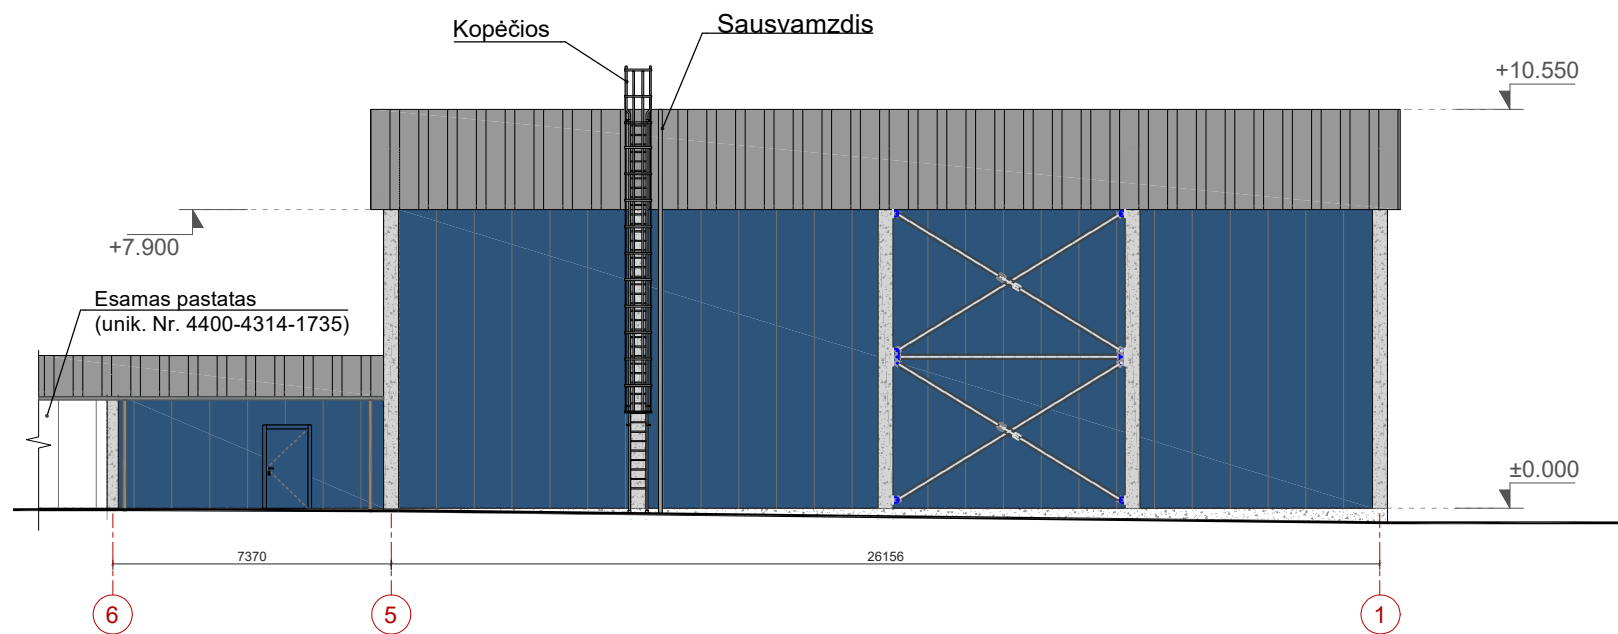 Kopėčios
Sausvamzdis
+10.550
+7.900
Esamas pastatas
(unik. Nr. 4400-4314-1735)
±0.000
7370
26156
6
5
1